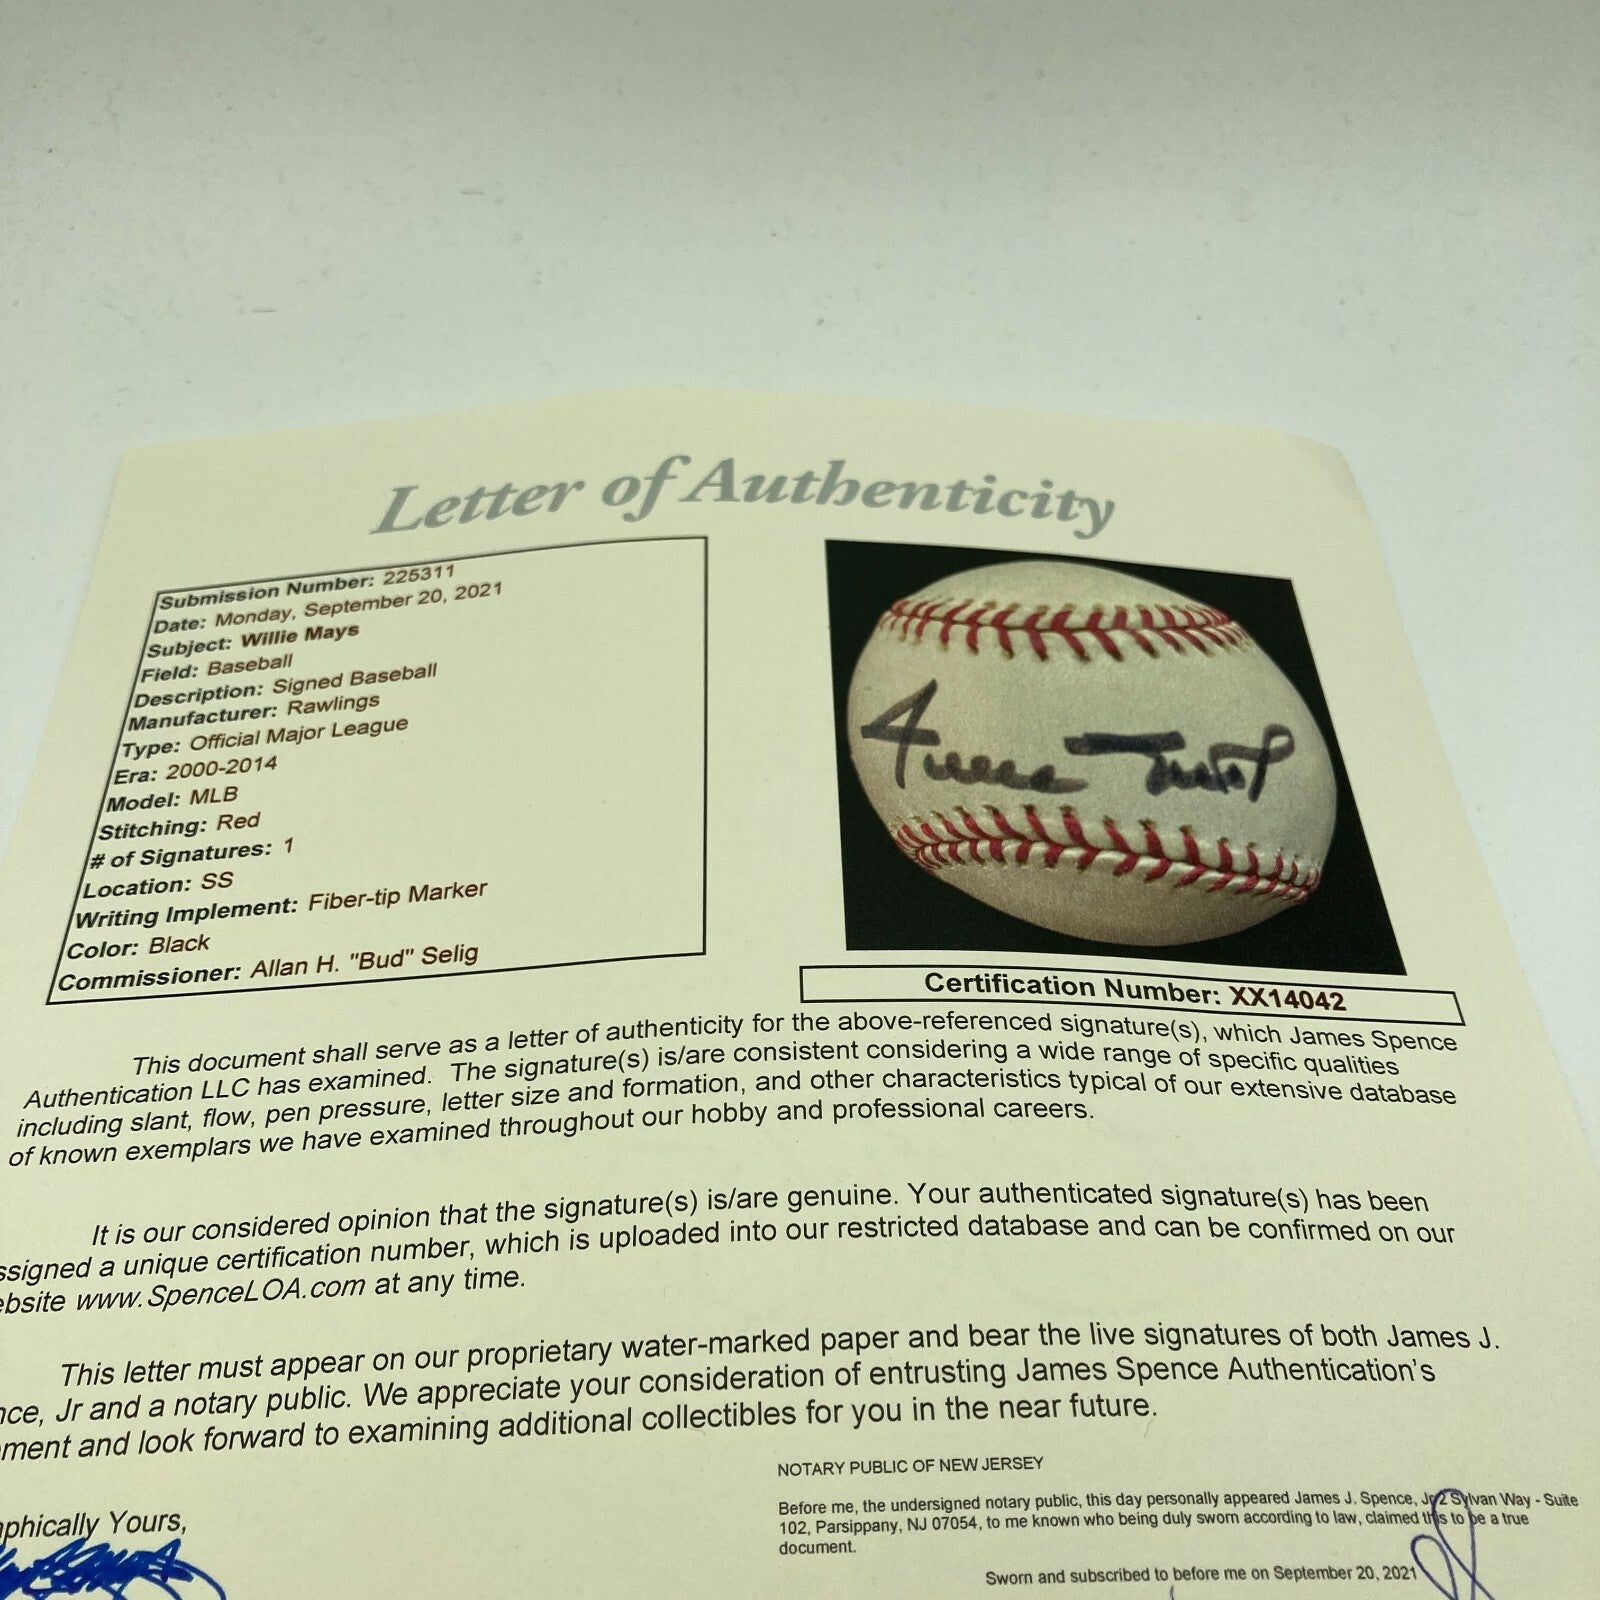 Letter of Authenticity
Submission Number: 225311
Date: Monday, September 20, 2021
Subject: Willie Mays
Field: Baseball
Description: Signed Baseball
Manufacturer: Rawlings
Type: Official Major League
Era: 2000-2014
Model: MLB
Stitching: Red
# of Signatures: 1
Location: SS
Writing Implement: Fiber-tip Marker
Color: Black
Commissioner: Allan H. "Bud" Selig
Certification Number: XX14042
This document shall serve as a letter of authenticity for the above-referenced signature(s), which James Spence
Authentication LLC has examined. The signature(s) is/are consistent considering a wide range of specific qualities
including slant, flow, pen pressure, letter size and formation, and other characteristics typical of our extensive database
of known exemplars we have examined throughout our hobby and professional careers.
It is our considered opinion that the signature(s) is/are genuine. Your authenticated signature(s) has been
ssigned a unique certification number, which is uploaded into our restricted database and can be confirmed on our
ebsite www.SpenceLOA.com at any time.
This letter must appear on our proprietary water-marked paper and bear the live signatures of both James J.
nce, Jr and a notary public. We appreciate your consideration of entrusting James Spence Authentication's
ment and look forward to examining additional collectibles for you in the near future.
aphically Yours,
NOTARY PUBLIC OF NEW JERSEY
Before me, the undersigned notary public, this day personally appeared James J. Spence, Jr 2 Sylvan Way - Suite
102, Parsippany, NJ 07054, to me known who being duly sworn according to law, claimed this to be a true
document.
Sworn and subscribed to before me on September 20, 2021